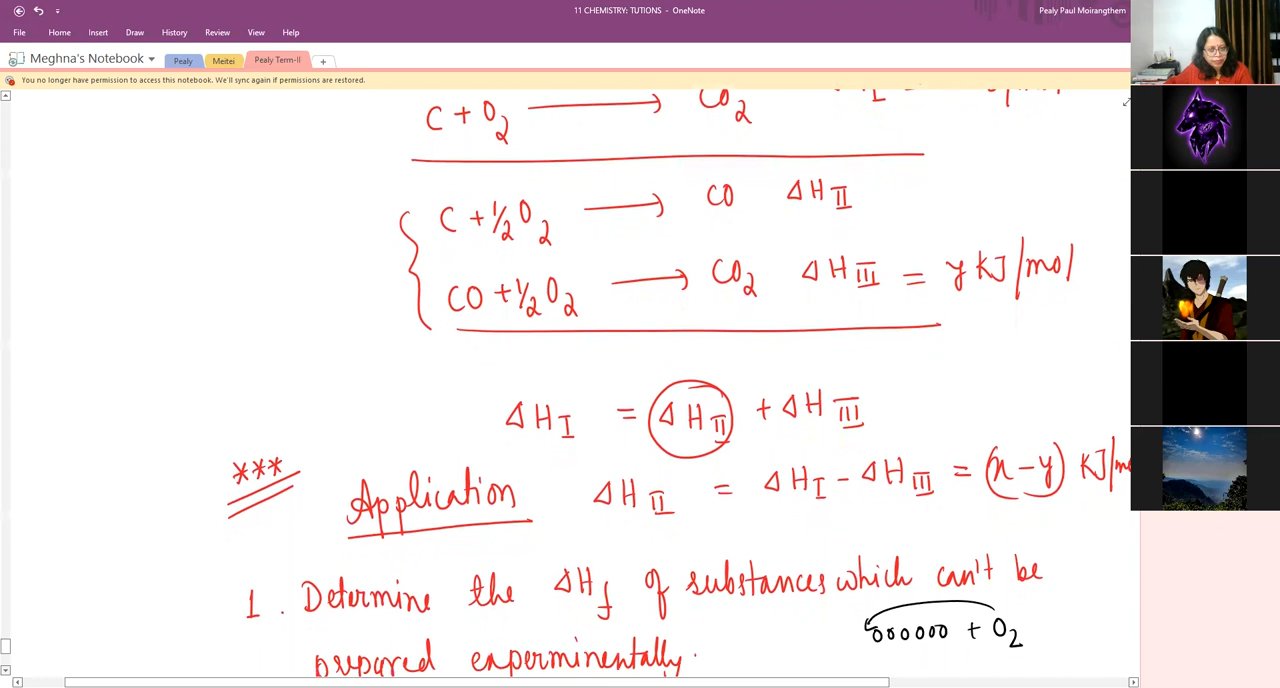 11 CHEMISTRY: TUTIONS - OneNote
Pealy Paul Moirangthem
File Home Insert Draw History Review View Help
Meghna's Notebook Pealy Meitei Pealy Term-II +
You no longer have permission to access this notebook. We'll sync again if permissions are restored.
C + O₂ ⟶ CO₂
C + ½O₂ ⟶ CO ΔH II
CO + ½O₂ ⟶ CO₂ ΔH III = y KJ/mol
ΔH I = ΔH II + ΔH III
***
Application ΔH II = ΔH I - ΔH III = (x - y) KJ/mo
1. Determine the ΔHf of substances which can't be
000000 + O₂
prepared experminentally.